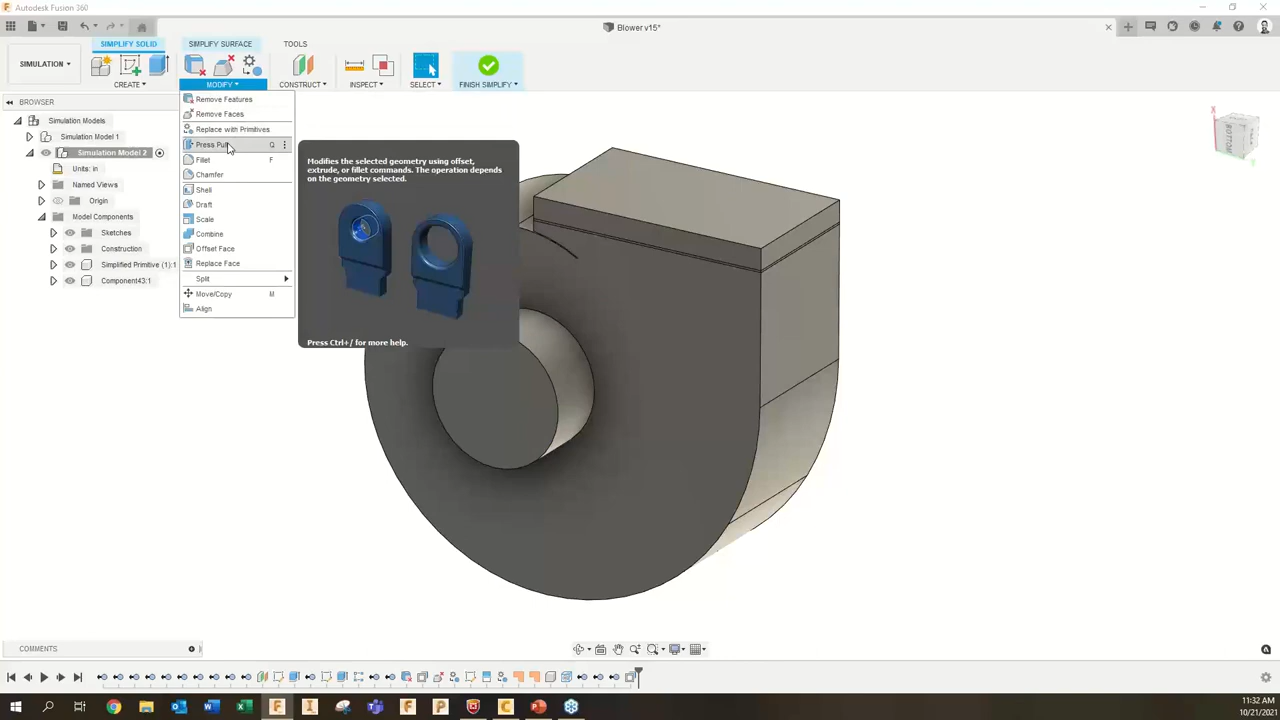 Autodesk Fusion 360
Blower v15*
SIMPLIFY SOLID
SIMPLIFY SURFACE
TOOLS
SIMULATION
CREATE
MODIFY
CONSTRUCT
INSPECT
SELECT
FINISH SIMPLIFY
BROWSER
Simulation Models
Simulation Model 1
Simulation Model 2
Units: in
Named Views
Origin
Model Components
Sketches
Construction
Simplified Primitive (1):1
Component43:1
Remove Features
Remove Faces
Replace with Primitives
Press Pull Q
Fillet F
Chamfer
Shell
Draft
Scale
Combine
Offset Face
Replace Face
Split
Move/Copy M
Align
Modifies the selected geometry using offset,
extrude, or fillet commands. The operation depends
on the geometry selected.
Press Ctrl+/ for more help.
X
Y
BOTTOM
COMMENTS
11:32 AM
10/21/2021